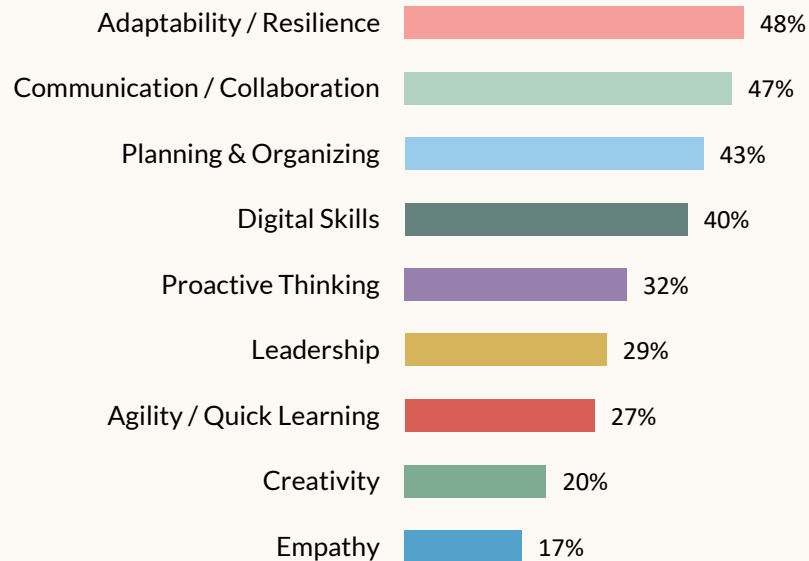 Adaptability / Resilience 48%
Communication / Collaboration 47%
Planning & Organizing 43%
Digital Skills 40%
Proactive Thinking 32%
Leadership 29%
Agility / Quick Learning 27%
Creativity 20%
Empathy 17%